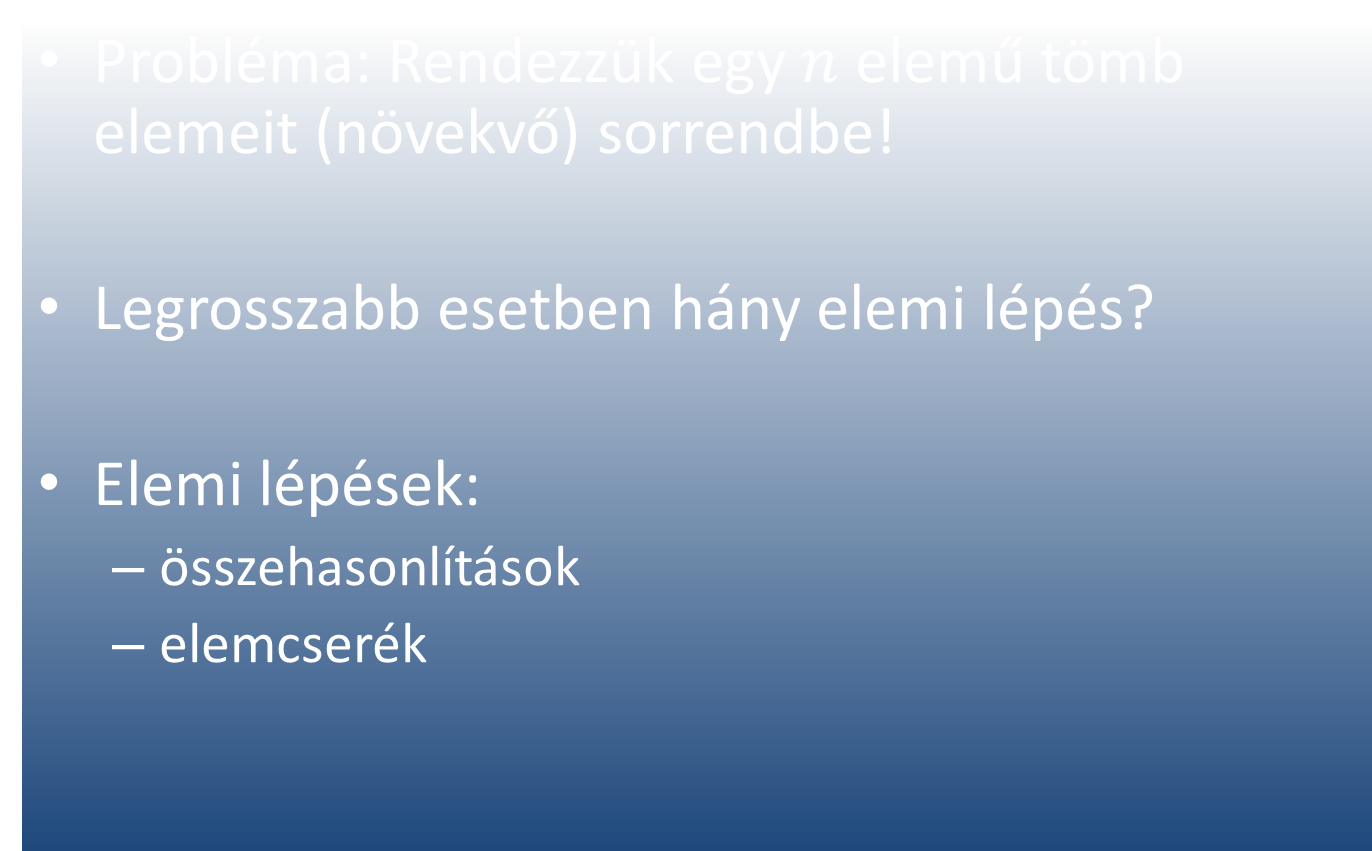 • Probléma: Rendezzük egy n elemű tömb
elemeit (növekvő) sorrendbe!
• Legrosszabb esetben hány elemi lépés?
• Elemi lépések:
– összehasonlítások
– elemcserék